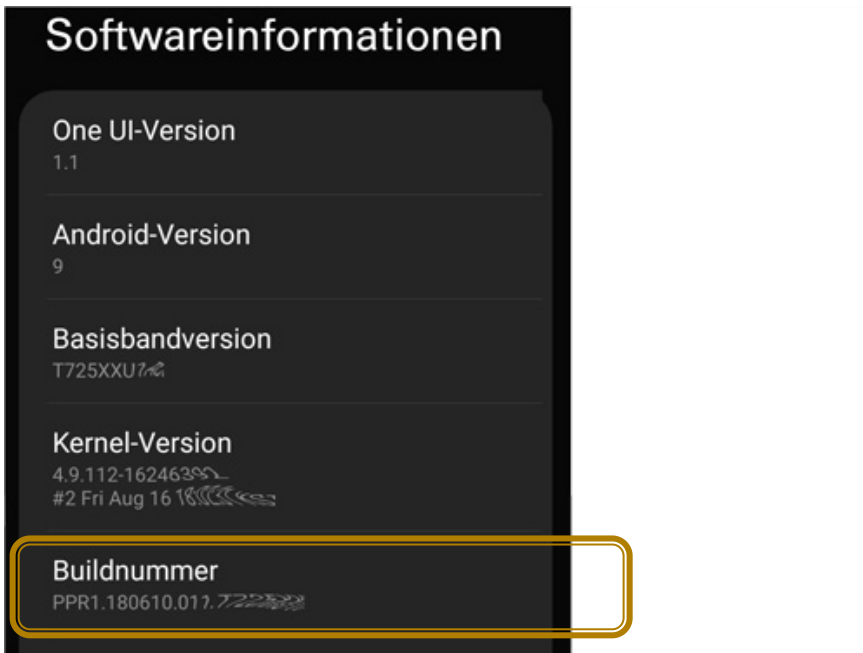 Softwareinformationen
One UI-Version
1.1
Android-Version
9
Basisbandversion
T725XXU
Kernel-Version
4.9.112-162463
#2 Fri Aug 16
Buildnummer
PPR1.180610.01